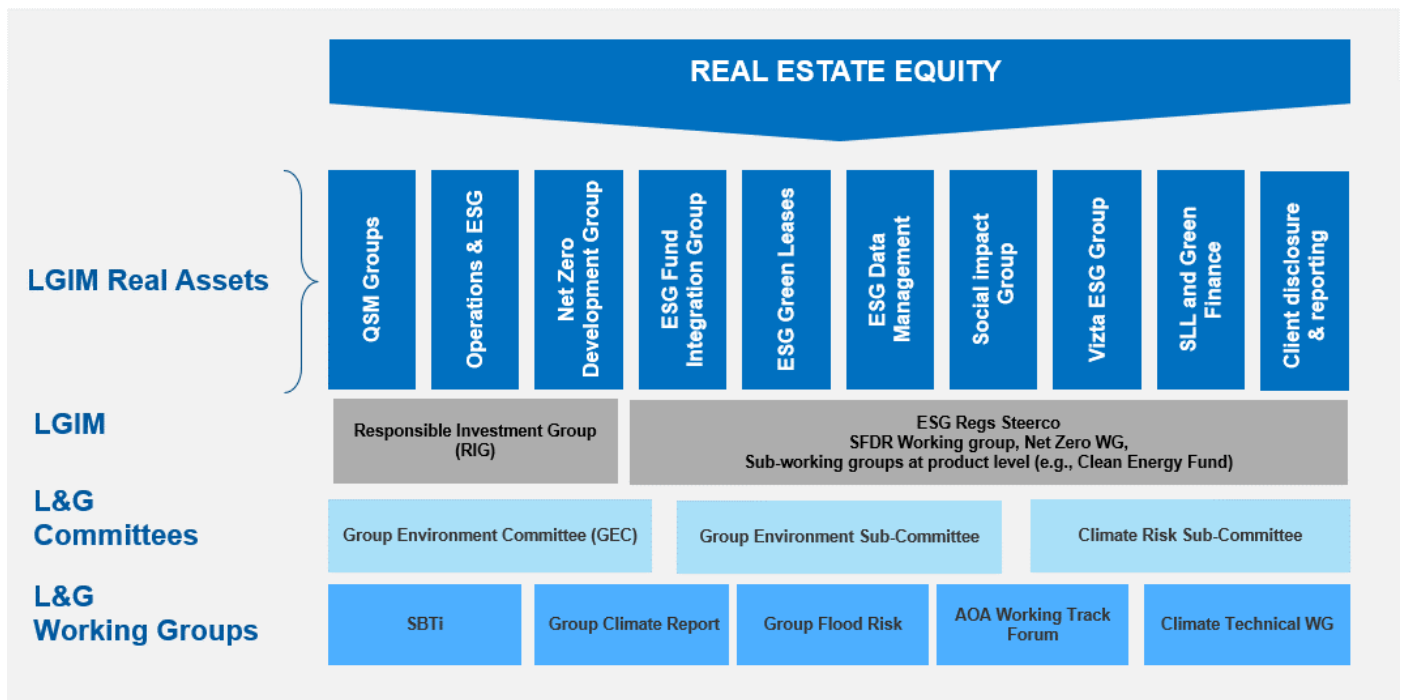 REAL ESTATE EQUITY
LGIM Real Assets
QSM Groups
Operations & ESG
Net Zero
Development Group
ESG Fund
Integration Group
ESG Green Leases
ESG Data
Management
Social impact
Group
Vizta ESG Group
SLL and Green
Finance
Client disclosure
& reporting
LGIM
Responsible Investment Group
(RIG)
ESG Regs Steerco
SFDR Working group, Net Zero WG,
Sub-working groups at product level (e.g., Clean Energy Fund)
L&G
Committees
Group Environment Committee (GEC)
Group Environment Sub-Committee
Climate Risk Sub-Committee
L&G
Working Groups
SBTi
Group Climate Report
Group Flood Risk
AOA Working Track
Forum
Climate Technical WG